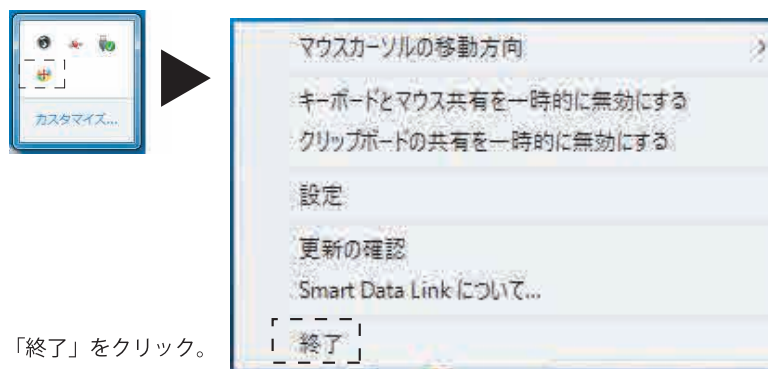 カスタマイズ...
マウスカーソルの移動方向
キーボードとマウス共有を一時的に無効にする
クリップボードの共有を一時的に無効にする
設定
更新の確認
Smart Data Link について...
終了
「終了」をクリック。